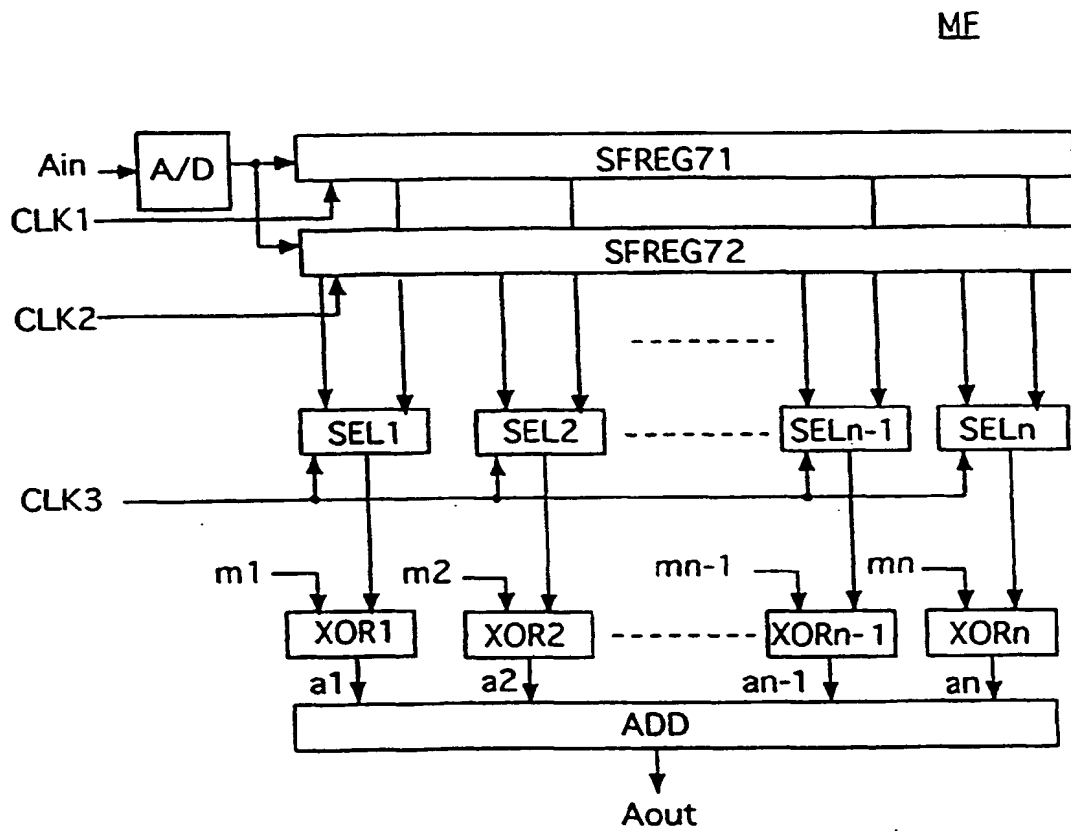 MF
Ain
A/D
SFREG71
CLK1
SFREG72
CLK2
SEL1 SEL2 SELn-1 SELn
CLK3
m1 m2 mn-1 mn
XOR1 XOR2 XORn-1 XORn
a1 a2 an-1 an
ADD
Aout